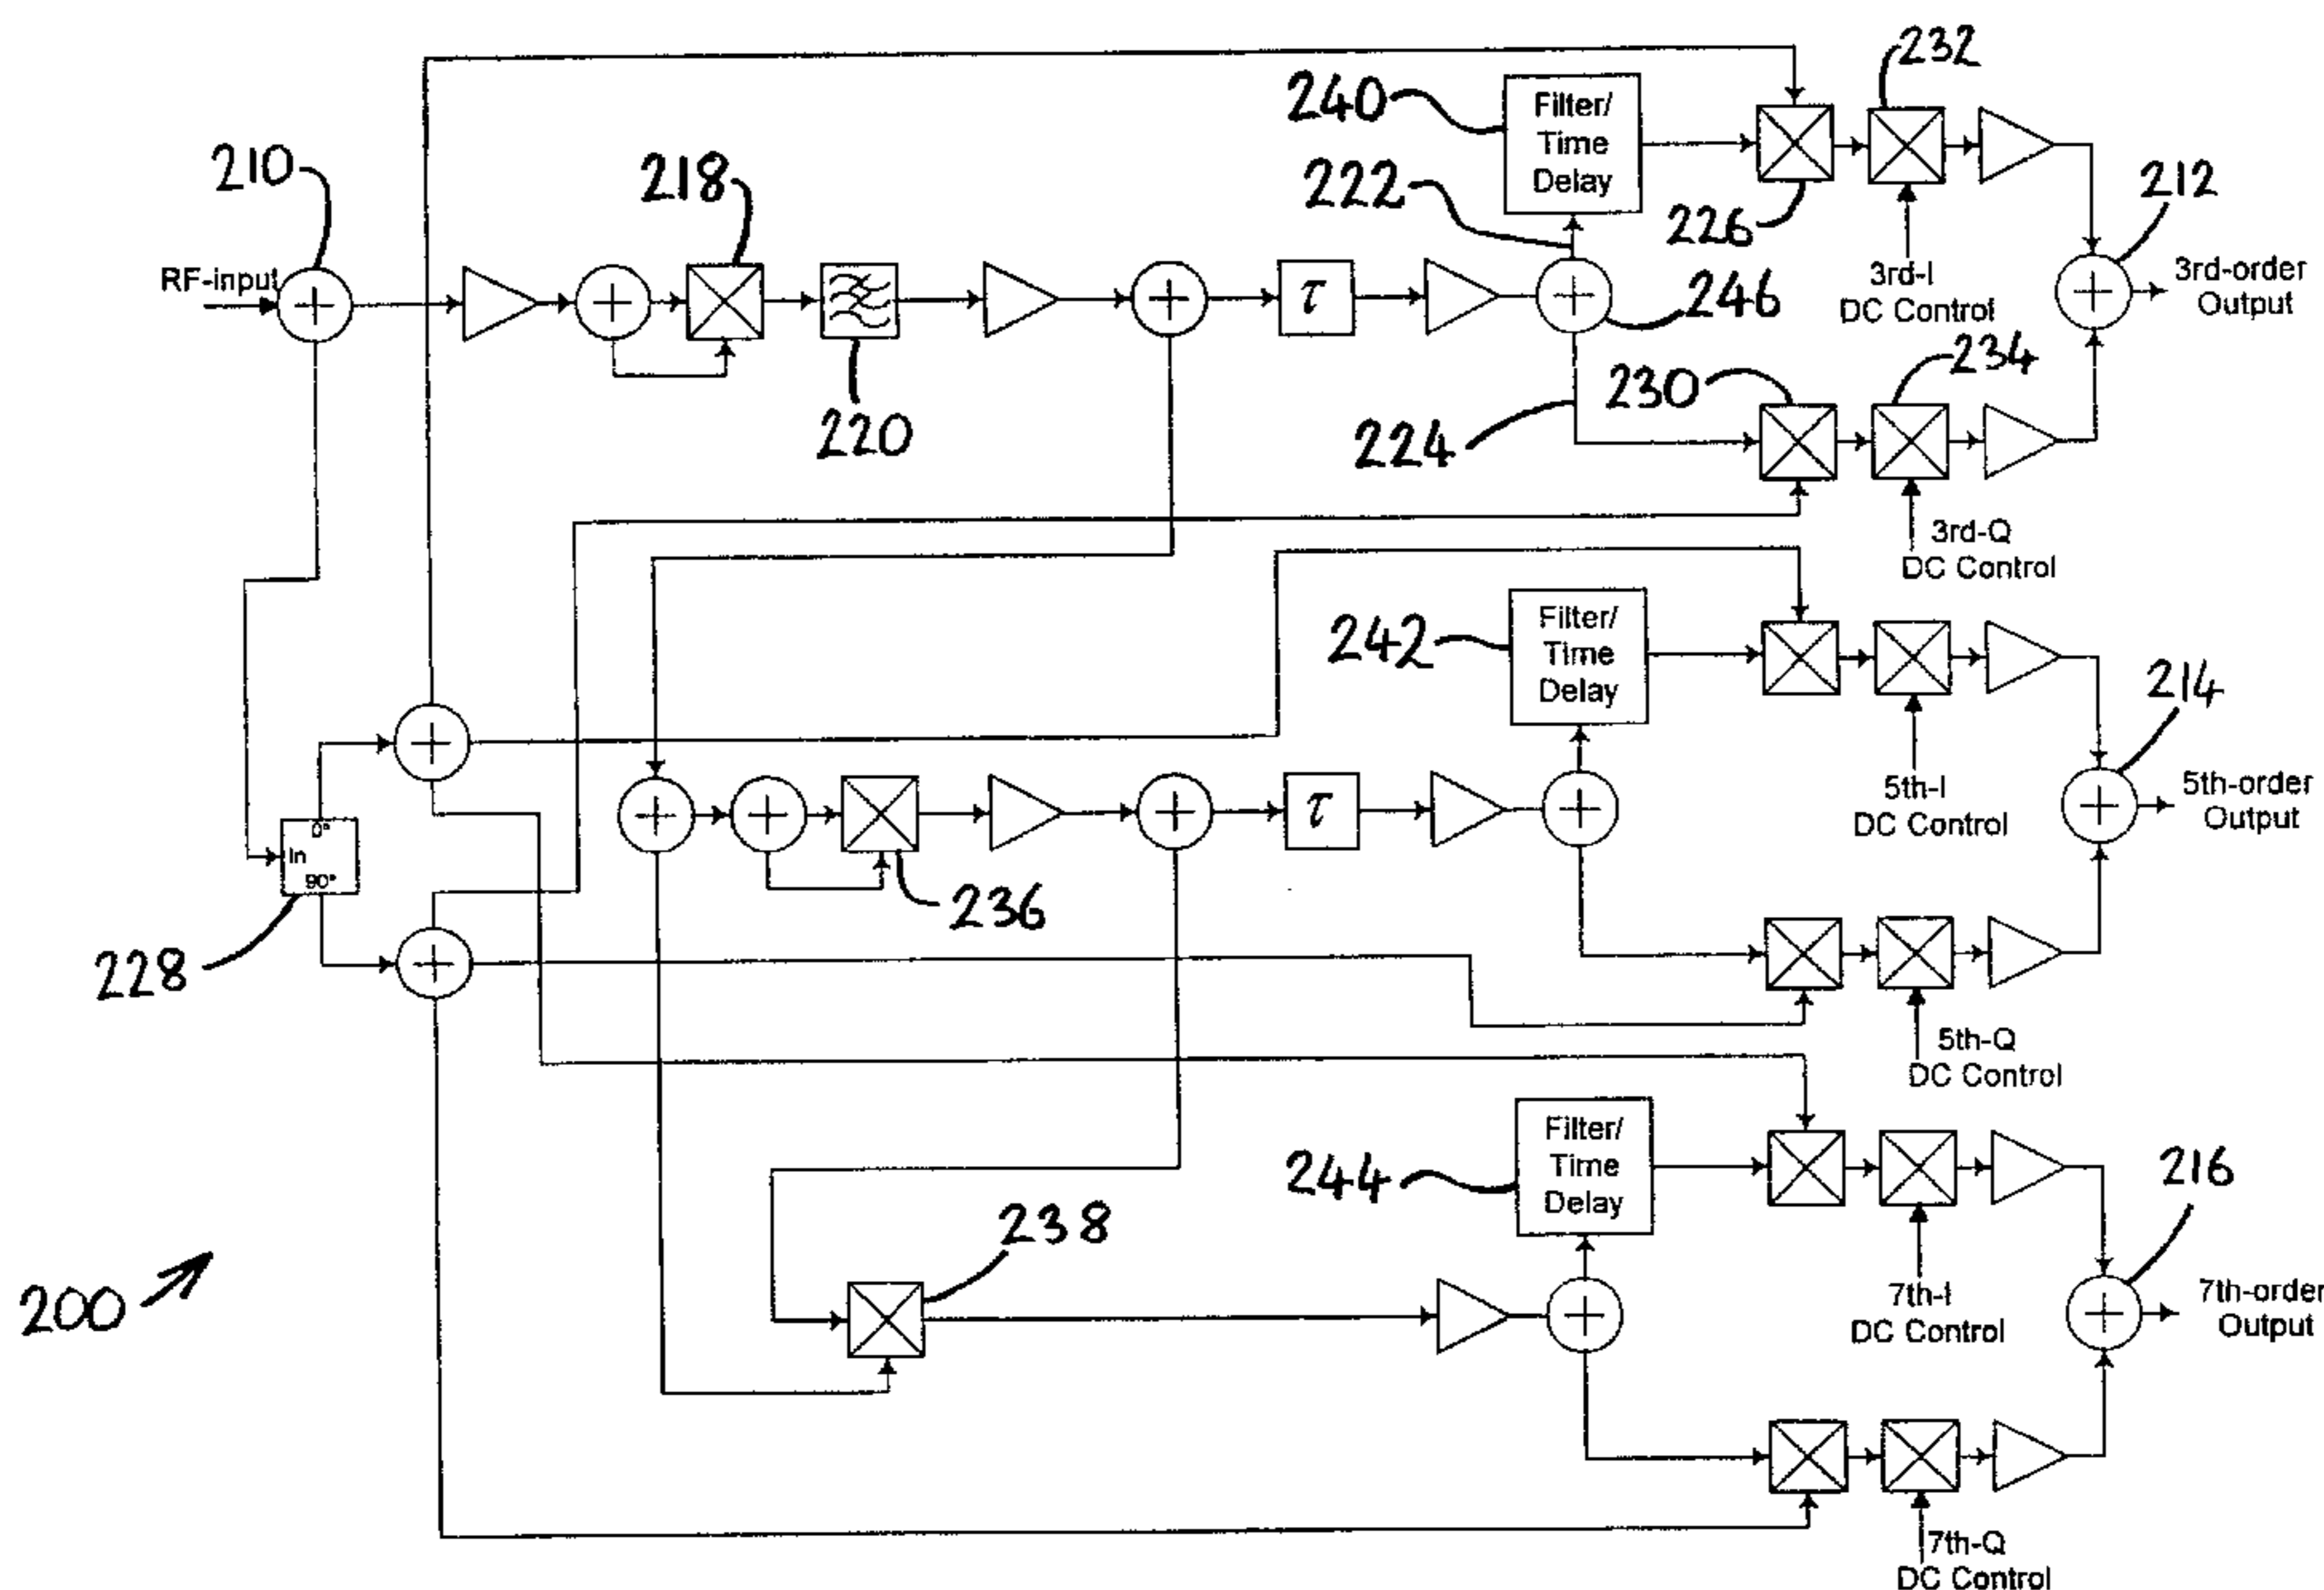 232
240
Filter/
Time
Delay
210
218
222
226
212
RF-input
3rd-I
DC Control
3rd-order
Output
246
τ
220
230
234
224
3rd-Q
DC Control
242
Filter/
Time
Delay
214
5th-I
DC Control
5th-order
Output
0°
In
90°
τ
236
228
5th-Q
DC Control
244
Filter/
Time
Delay
216
238
200
7th-I
DC Control
7th-order
Output
7th-Q
DC Control